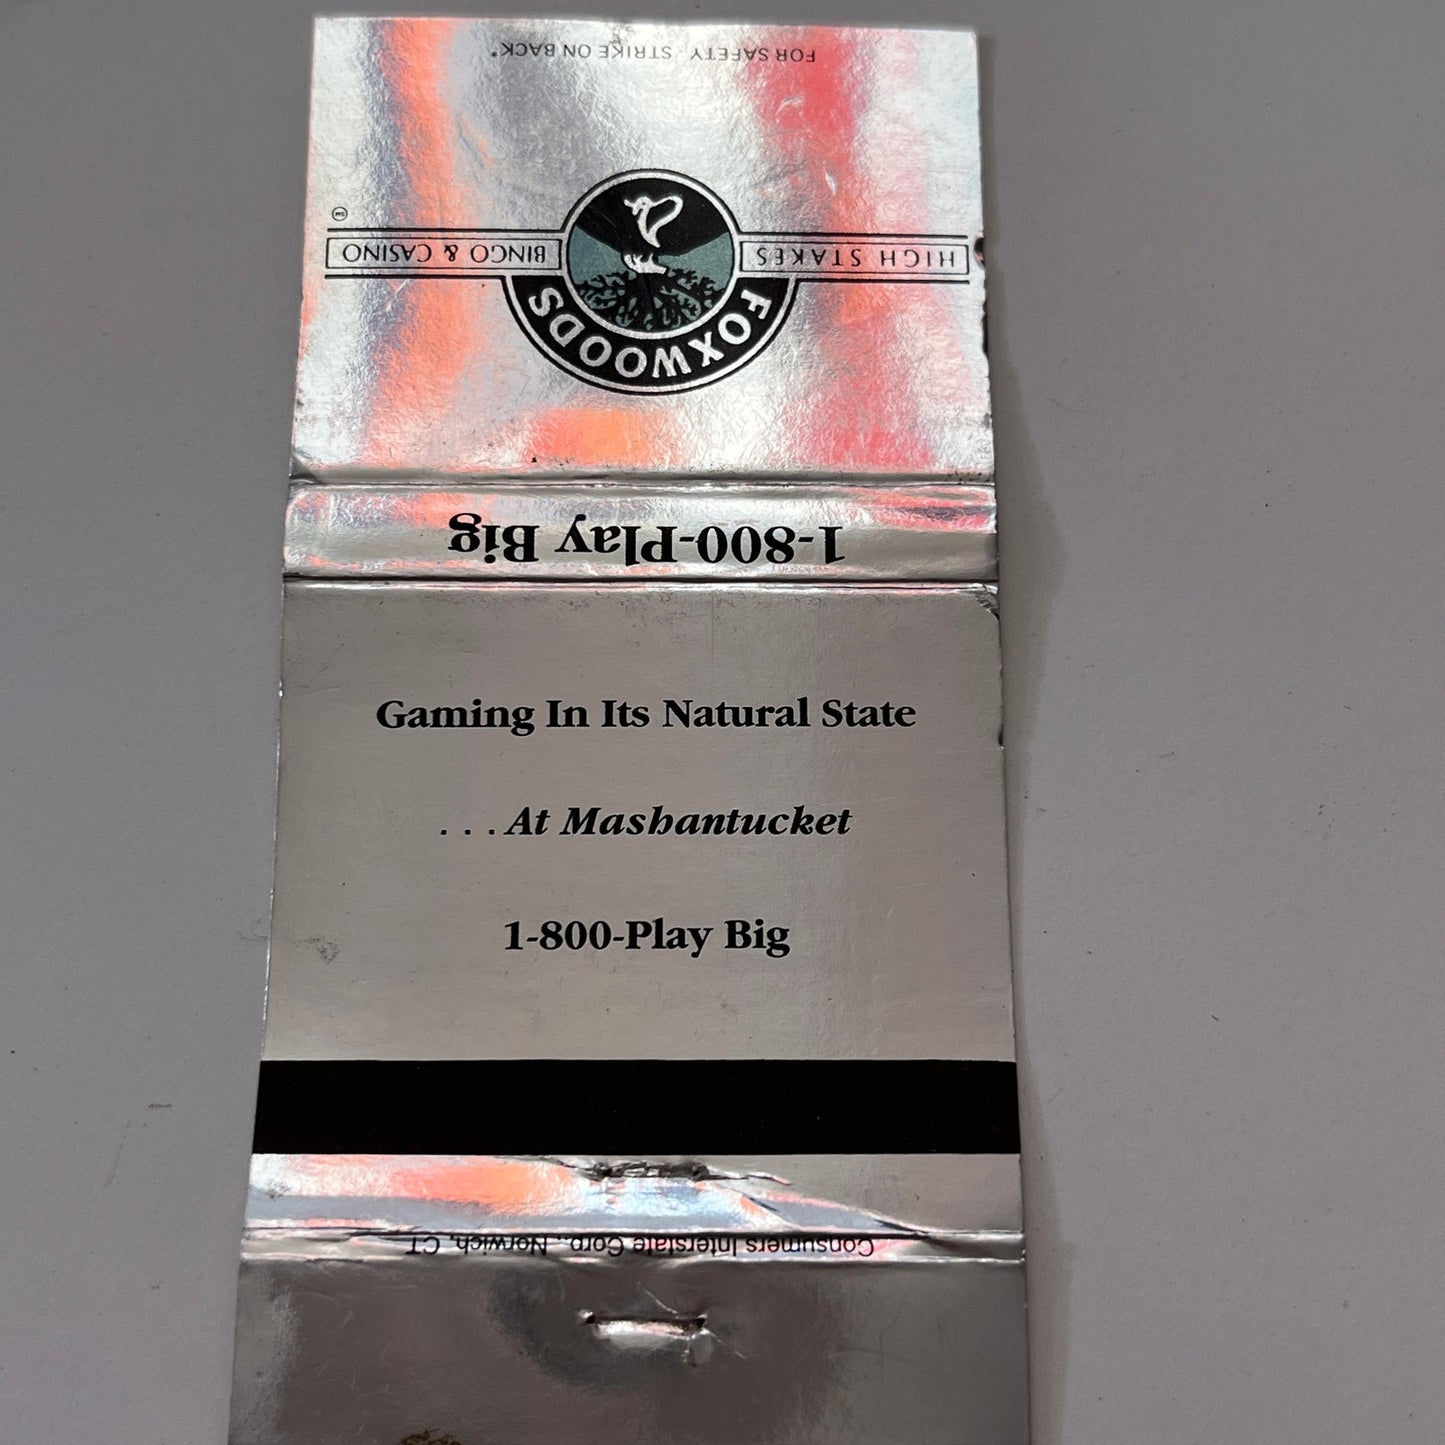 FOR SAFETY - STRIKE ON BACK*
HIGH STAKES
BINGO & CASINO
SM
FOXWOODS
1-800-Play Big
Gaming In Its Natural State
. . . At Mashantucket
1-800-Play Big
Consumers Interstate Corp., Norwich, CT